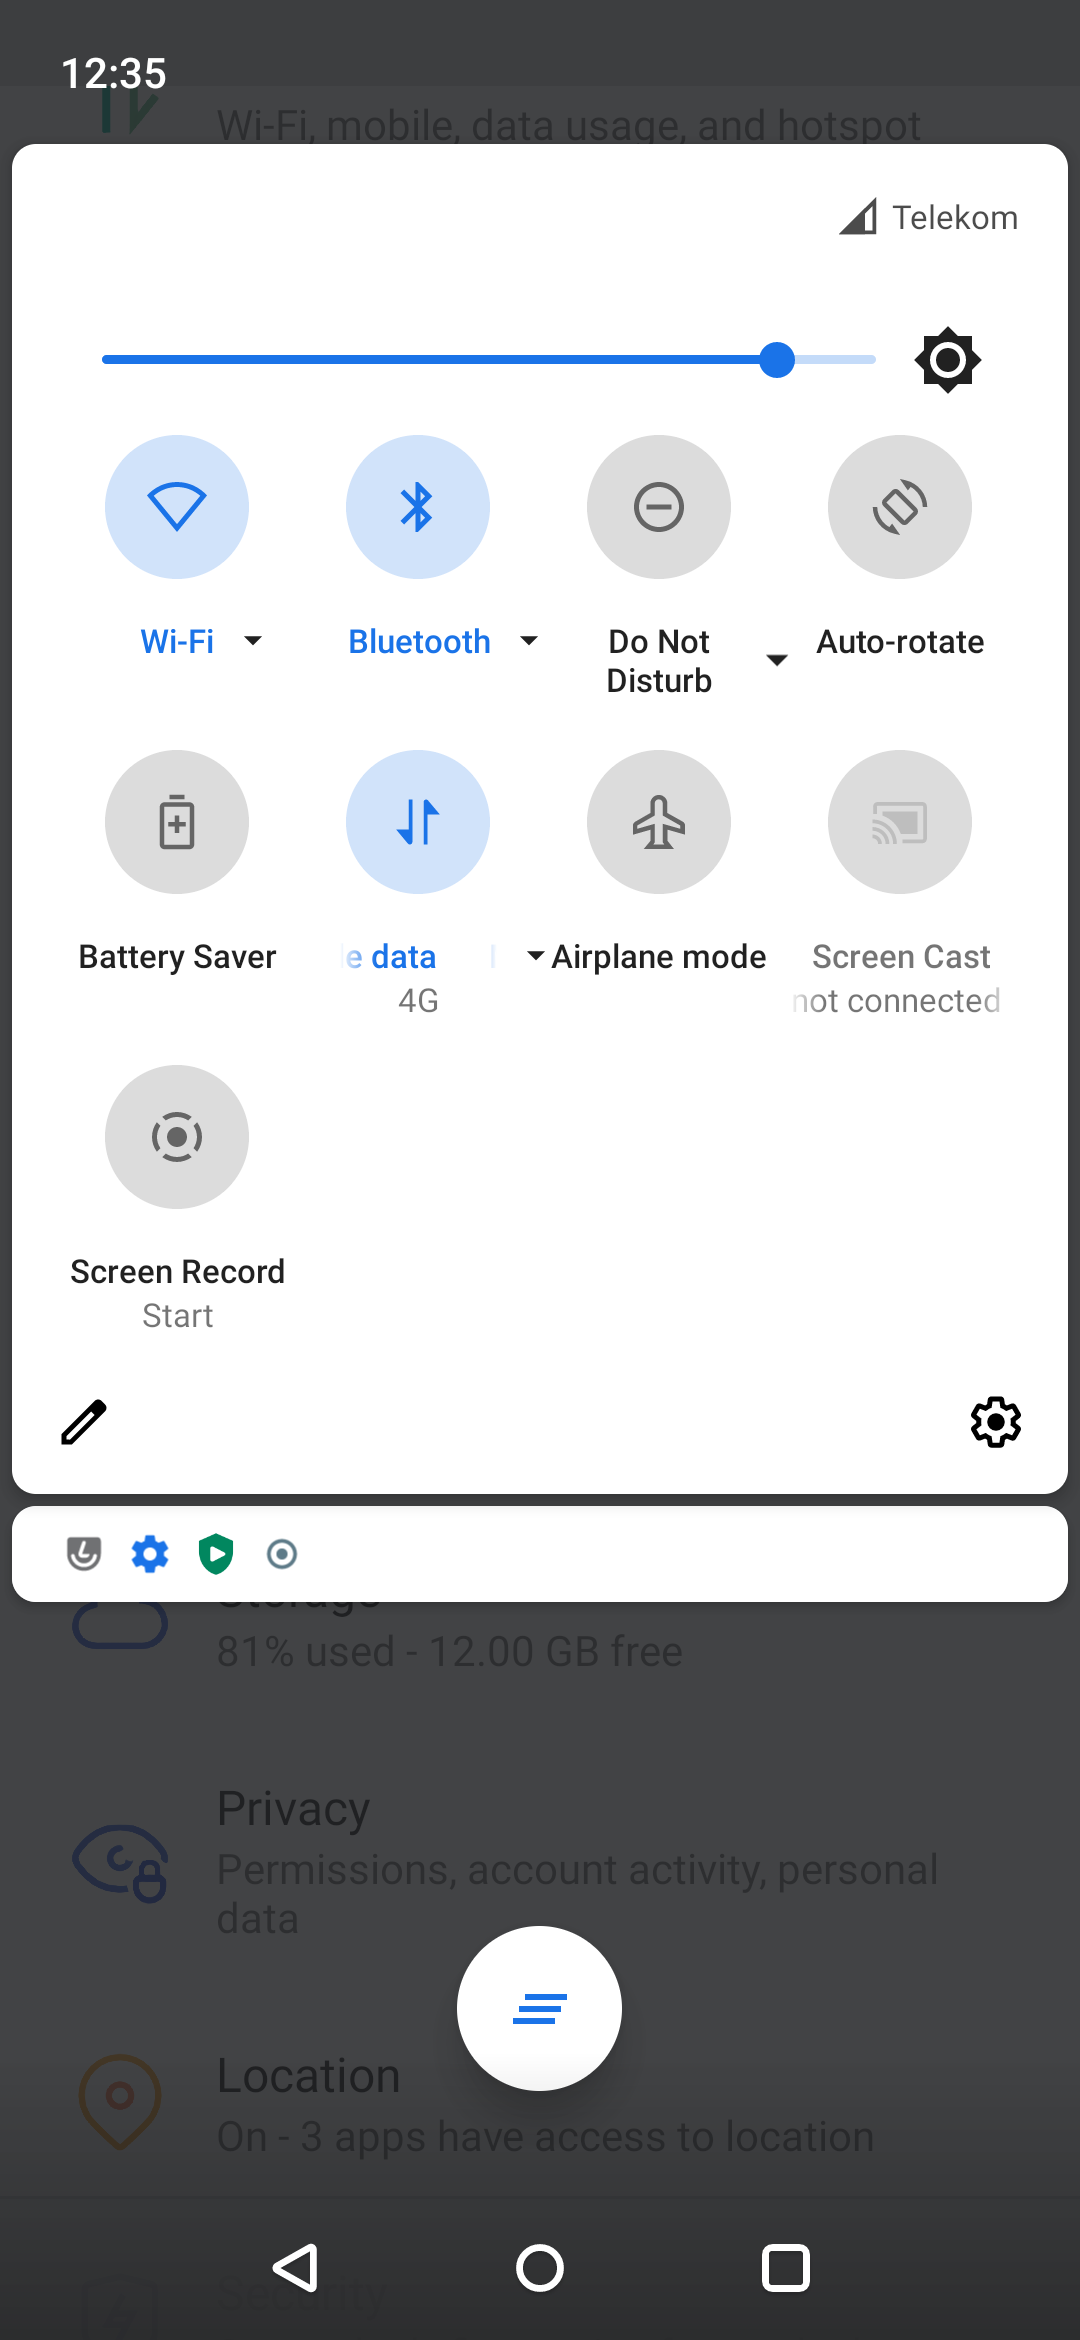 12:35
Wi-Fi, mobile, data usage, and hotspot
Telekom
Wi-Fi
Bluetooth
Do Not
Disturb
Auto-rotate
Battery Saver
e data
4G
Airplane mode
Screen Cast
not connected
Screen Record
Start
Storage
81% used - 12.00 GB free
Privacy
Permissions, account activity, personal
data
Location
On - 3 apps have access to location
Security